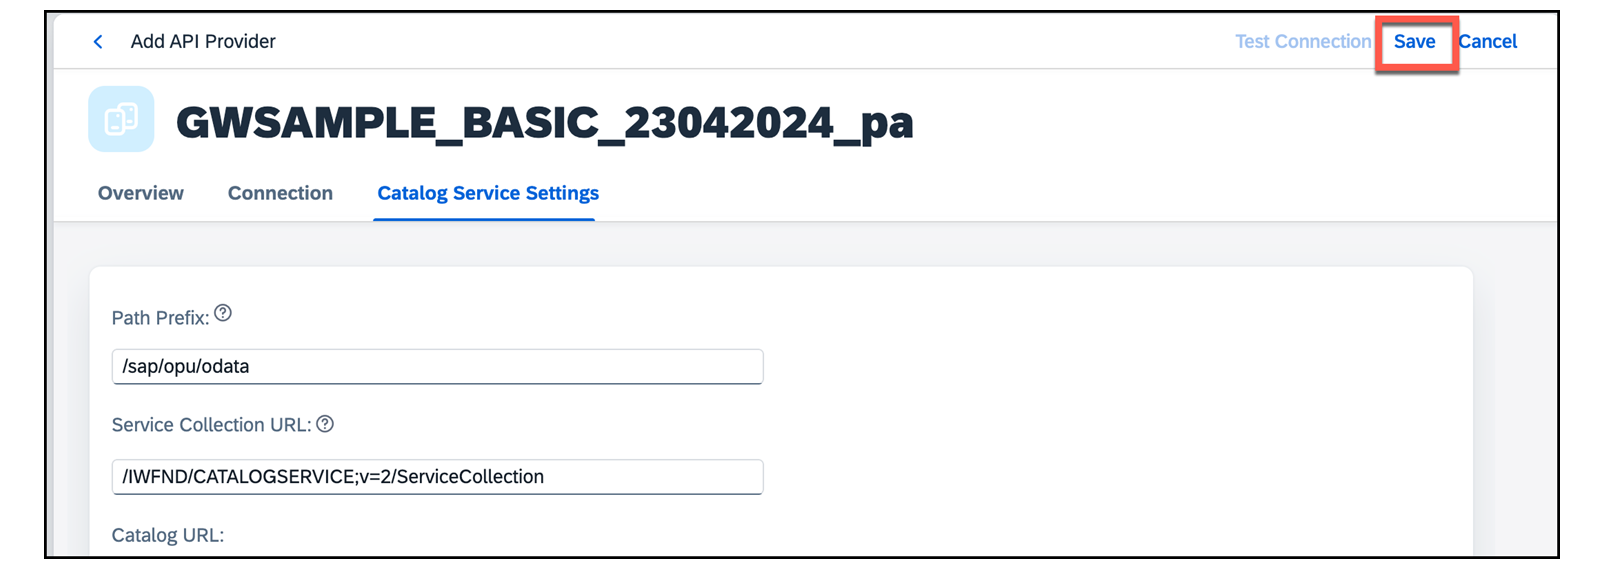 Add API Provider
Test Connection Save Cancel
GWSAMPLE_BASIC_23042024_pa
Overview Connection Catalog Service Settings
Path Prefix:
/sap/opu/odata
Service Collection URL:
/IWFND/CATALOGSERVICE;v=2/ServiceCollection
Catalog URL: